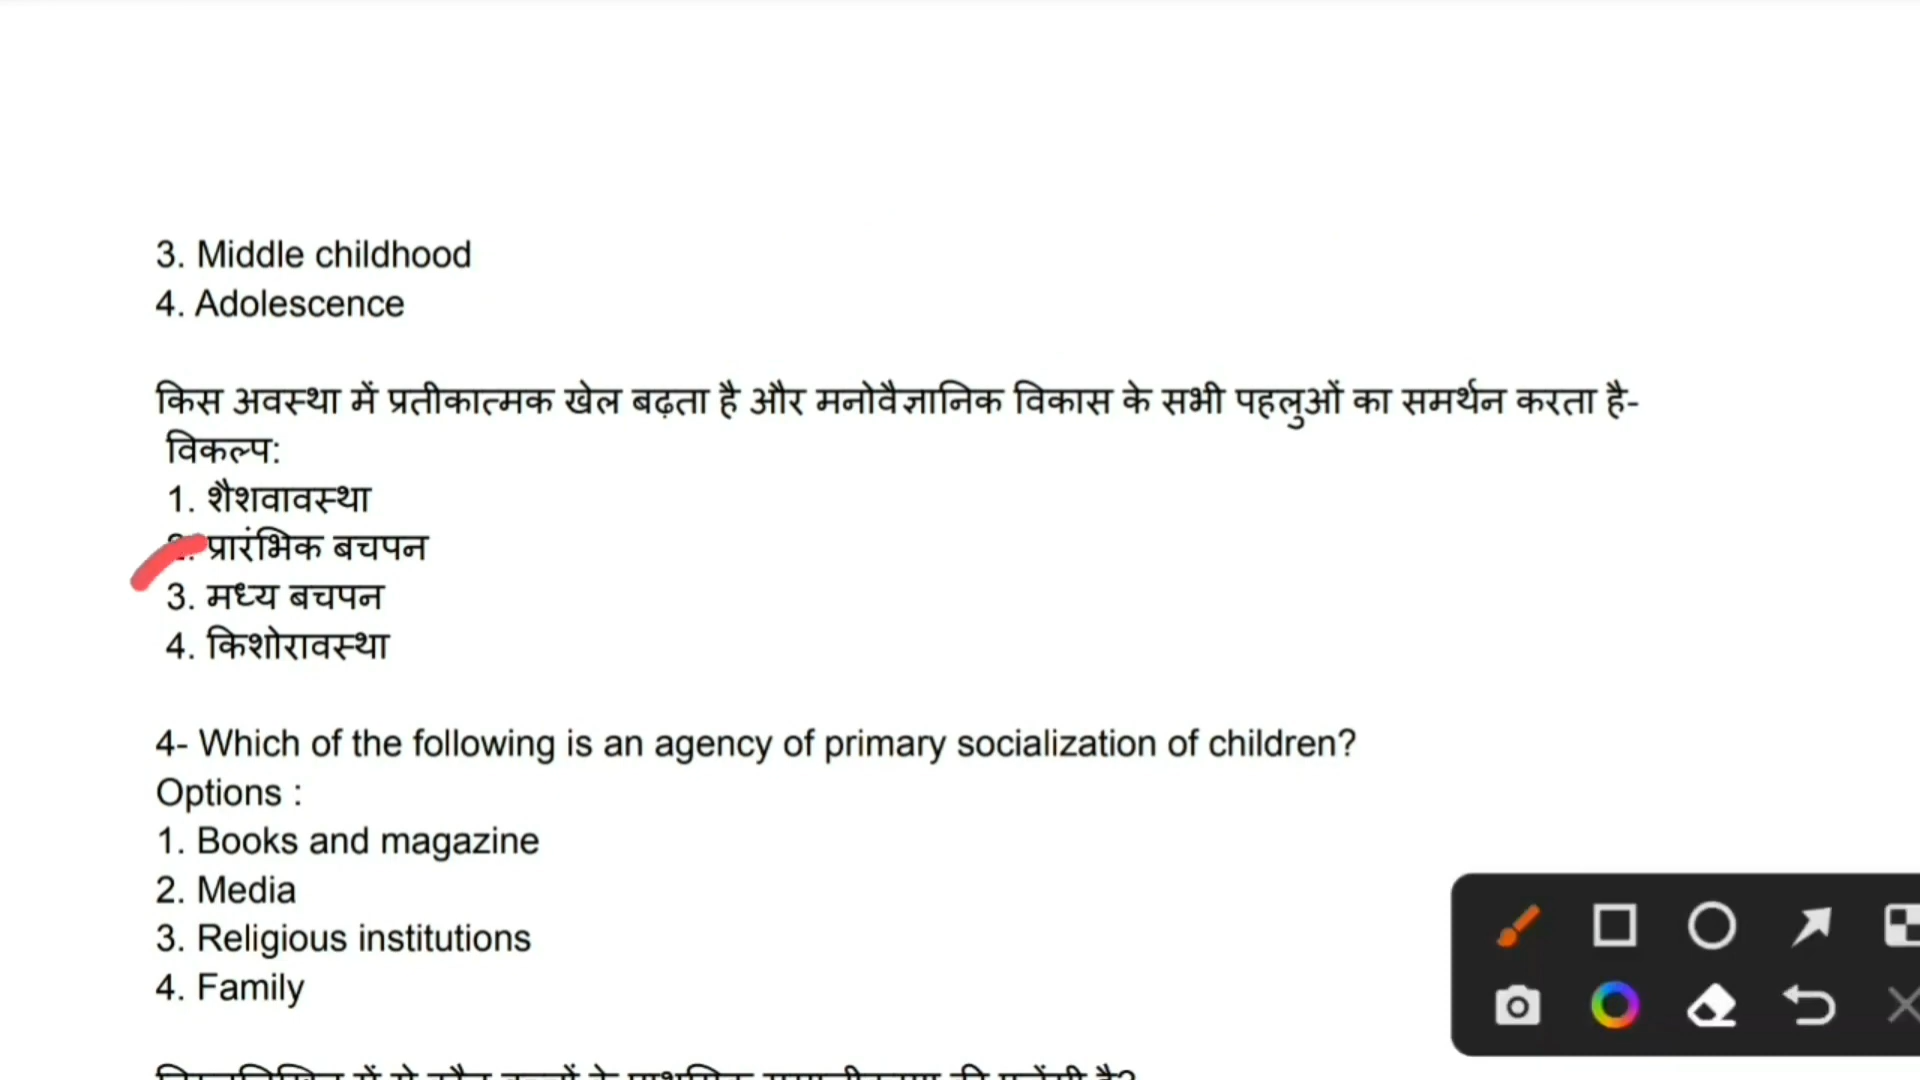 3. Middle childhood
4. Adolescence
किस अवस्था में प्रतीकात्मक खेल बढ़ता है और मनोवैज्ञानिक विकास के सभी पहलुओं का समर्थन करता है-
विकल्प:
1. शैशवावस्था
2. प्रारंभिक बचपन
3. मध्य बचपन
4. किशोरावस्था
4- Which of the following is an agency of primary socialization of children?
Options :
1. Books and magazine
2. Media
3. Religious institutions
4. Family